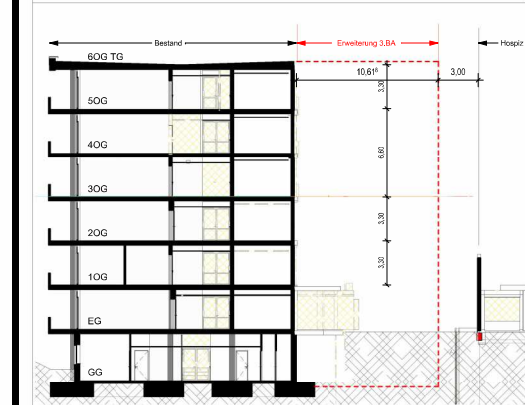 Bestand
Erweiterung 3.BA
Hospiz
6OG TG
10,61⁶
3,00
3,30
5OG
4OG
6,60
3OG
3,30
2OG
3,30
1OG
EG
GG